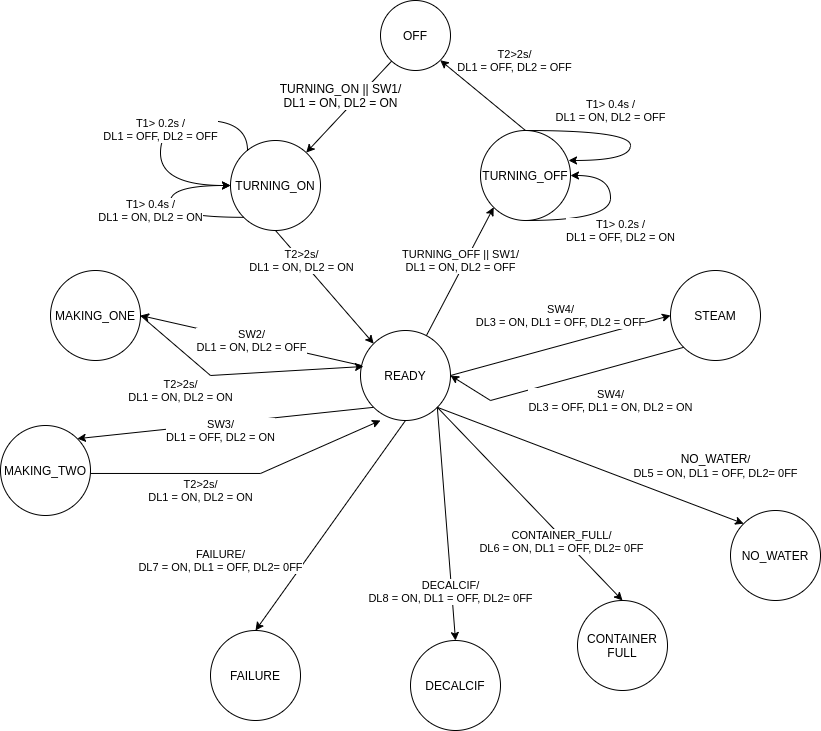 OFF
T2>2s/
DL1 = OFF, DL2 = OFF
TURNING_ON || SW1/
DL1 = ON, DL2 = ON
T1> 0.4s /
DL1 = ON, DL2 = OFF
T1> 0.2s /
DL1 = OFF, DL2 = OFF
TURNING_ON
TURNING_OFF
T1> 0.4s /
DL1 = ON, DL2 = ON
T1> 0.2s /
DL1 = OFF, DL2 = ON
T2>2s/
DL1 = ON, DL2 = ON
TURNING_OFF || SW1/
DL1 = ON, DL2 = OFF
MAKING_ONE
SW2/
DL1 = ON, DL2 = OFF
SW4/
DL3 = ON, DL1 = OFF, DL2 = OFF
STEAM
READY
T2>2s/
DL1 = ON, DL2 = ON
SW4/
DL3 = OFF, DL1 = ON, DL2 = ON
SW3/
DL1 = OFF, DL2 = ON
MAKING_TWO
T2>2s/
DL1 = ON, DL2 = ON
NO_WATER/
DL5 = ON, DL1 = OFF, DL2= 0FF
CONTAINER_FULL/
DL6 = ON, DL1 = OFF, DL2= 0FF
NO_WATER
FAILURE/
DL7 = ON, DL1 = OFF, DL2= 0FF
DECALCIF/
DL8 = ON, DL1 = OFF, DL2= 0FF
CONTAINER
FULL
FAILURE
DECALCIF